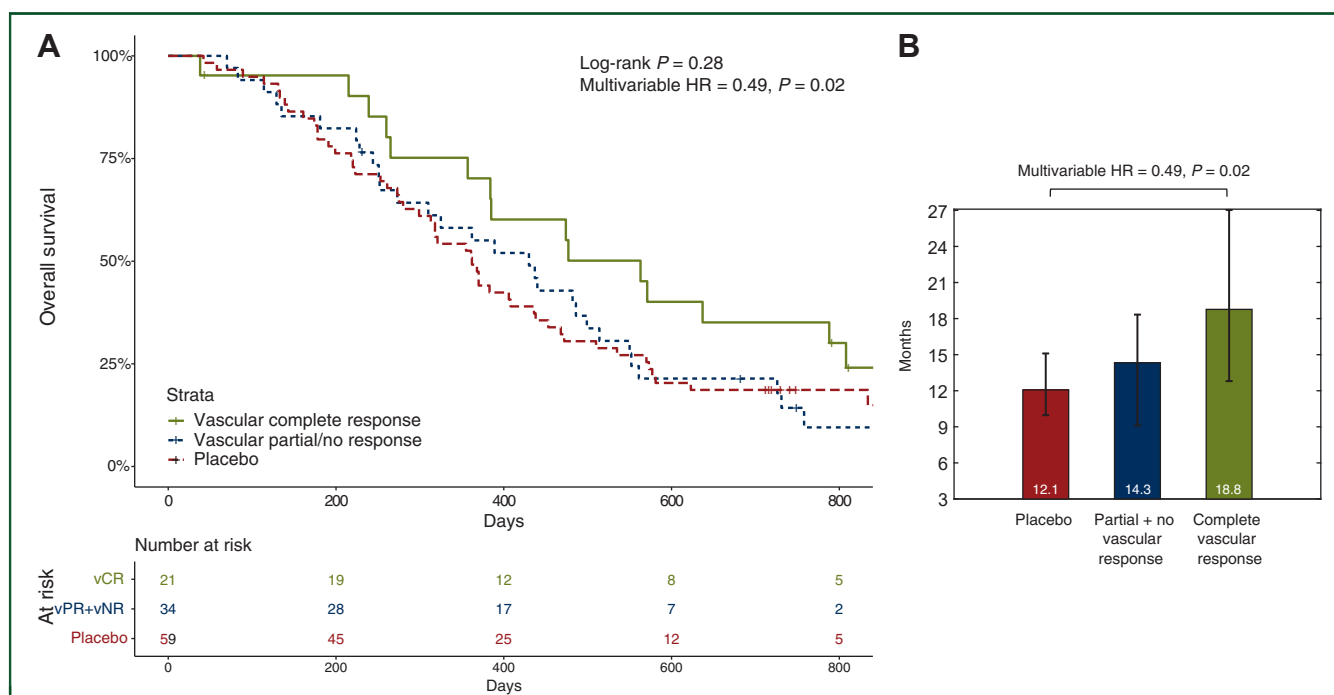 A
Log-rank P = 0.28
Multivariable HR = 0.49, P = 0.02
100%
75%
50%
25%
0%
Overall survival
Strata
Vascular complete response
Vascular partial/no response
Placebo
0 200 400 600 800
Days
Number at risk
At risk
vCR 21 19 12 8 5
vPR+vNR 34 28 17 7 2
Placebo 59 45 25 12 5
0 200 400 600 800
Days
B
Multivariable HR = 0.49, P = 0.02
27
24
21
18
15
12
9
6
3
Months
12.1 14.3 18.8
Placebo
Partial + no
vascular
response
Complete
vascular
response